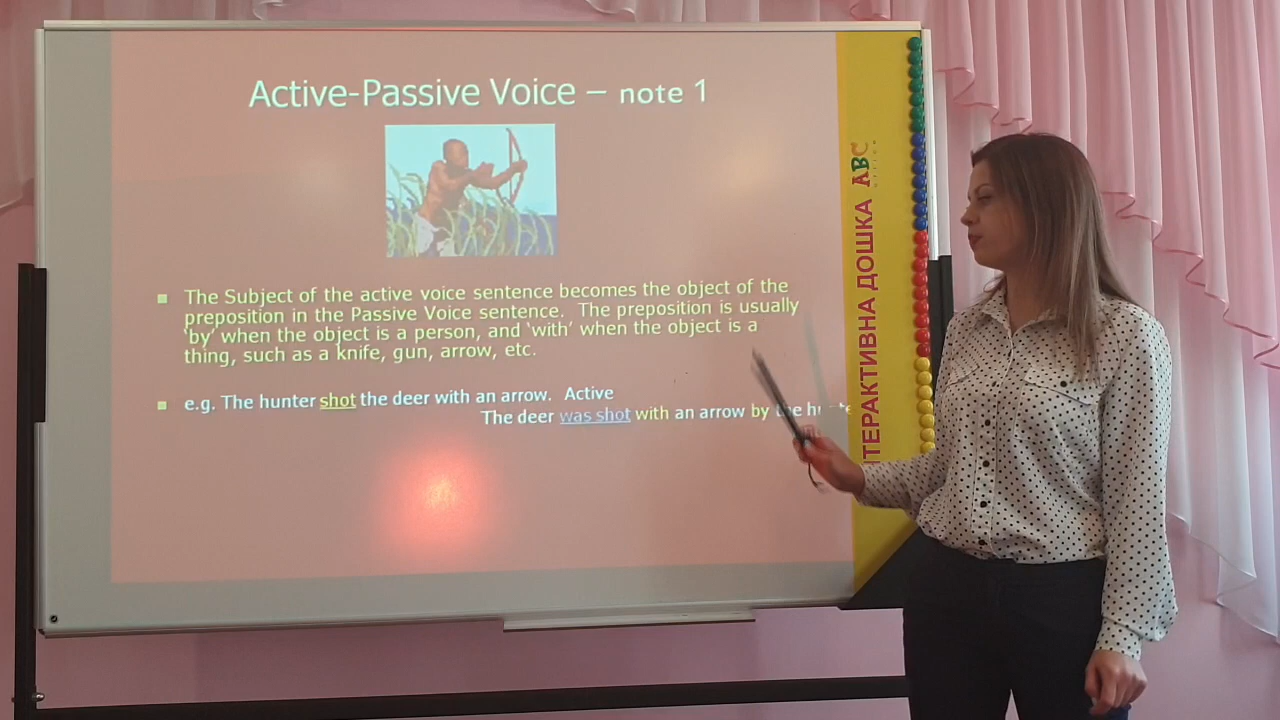 Active-Passive Voice – note 1
The Subject of the active voice sentence becomes the object of the
preposition in the Passive Voice sentence. The preposition is usually
‘by’ when the object is a person, and ‘with’ when the object is a
thing, such as a knife, gun, arrow, etc.
e.g. The hunter shot the deer with an arrow. Active
The deer was shot with an arrow by the
ABC
ТЕРАКТИВНА ДОШКА